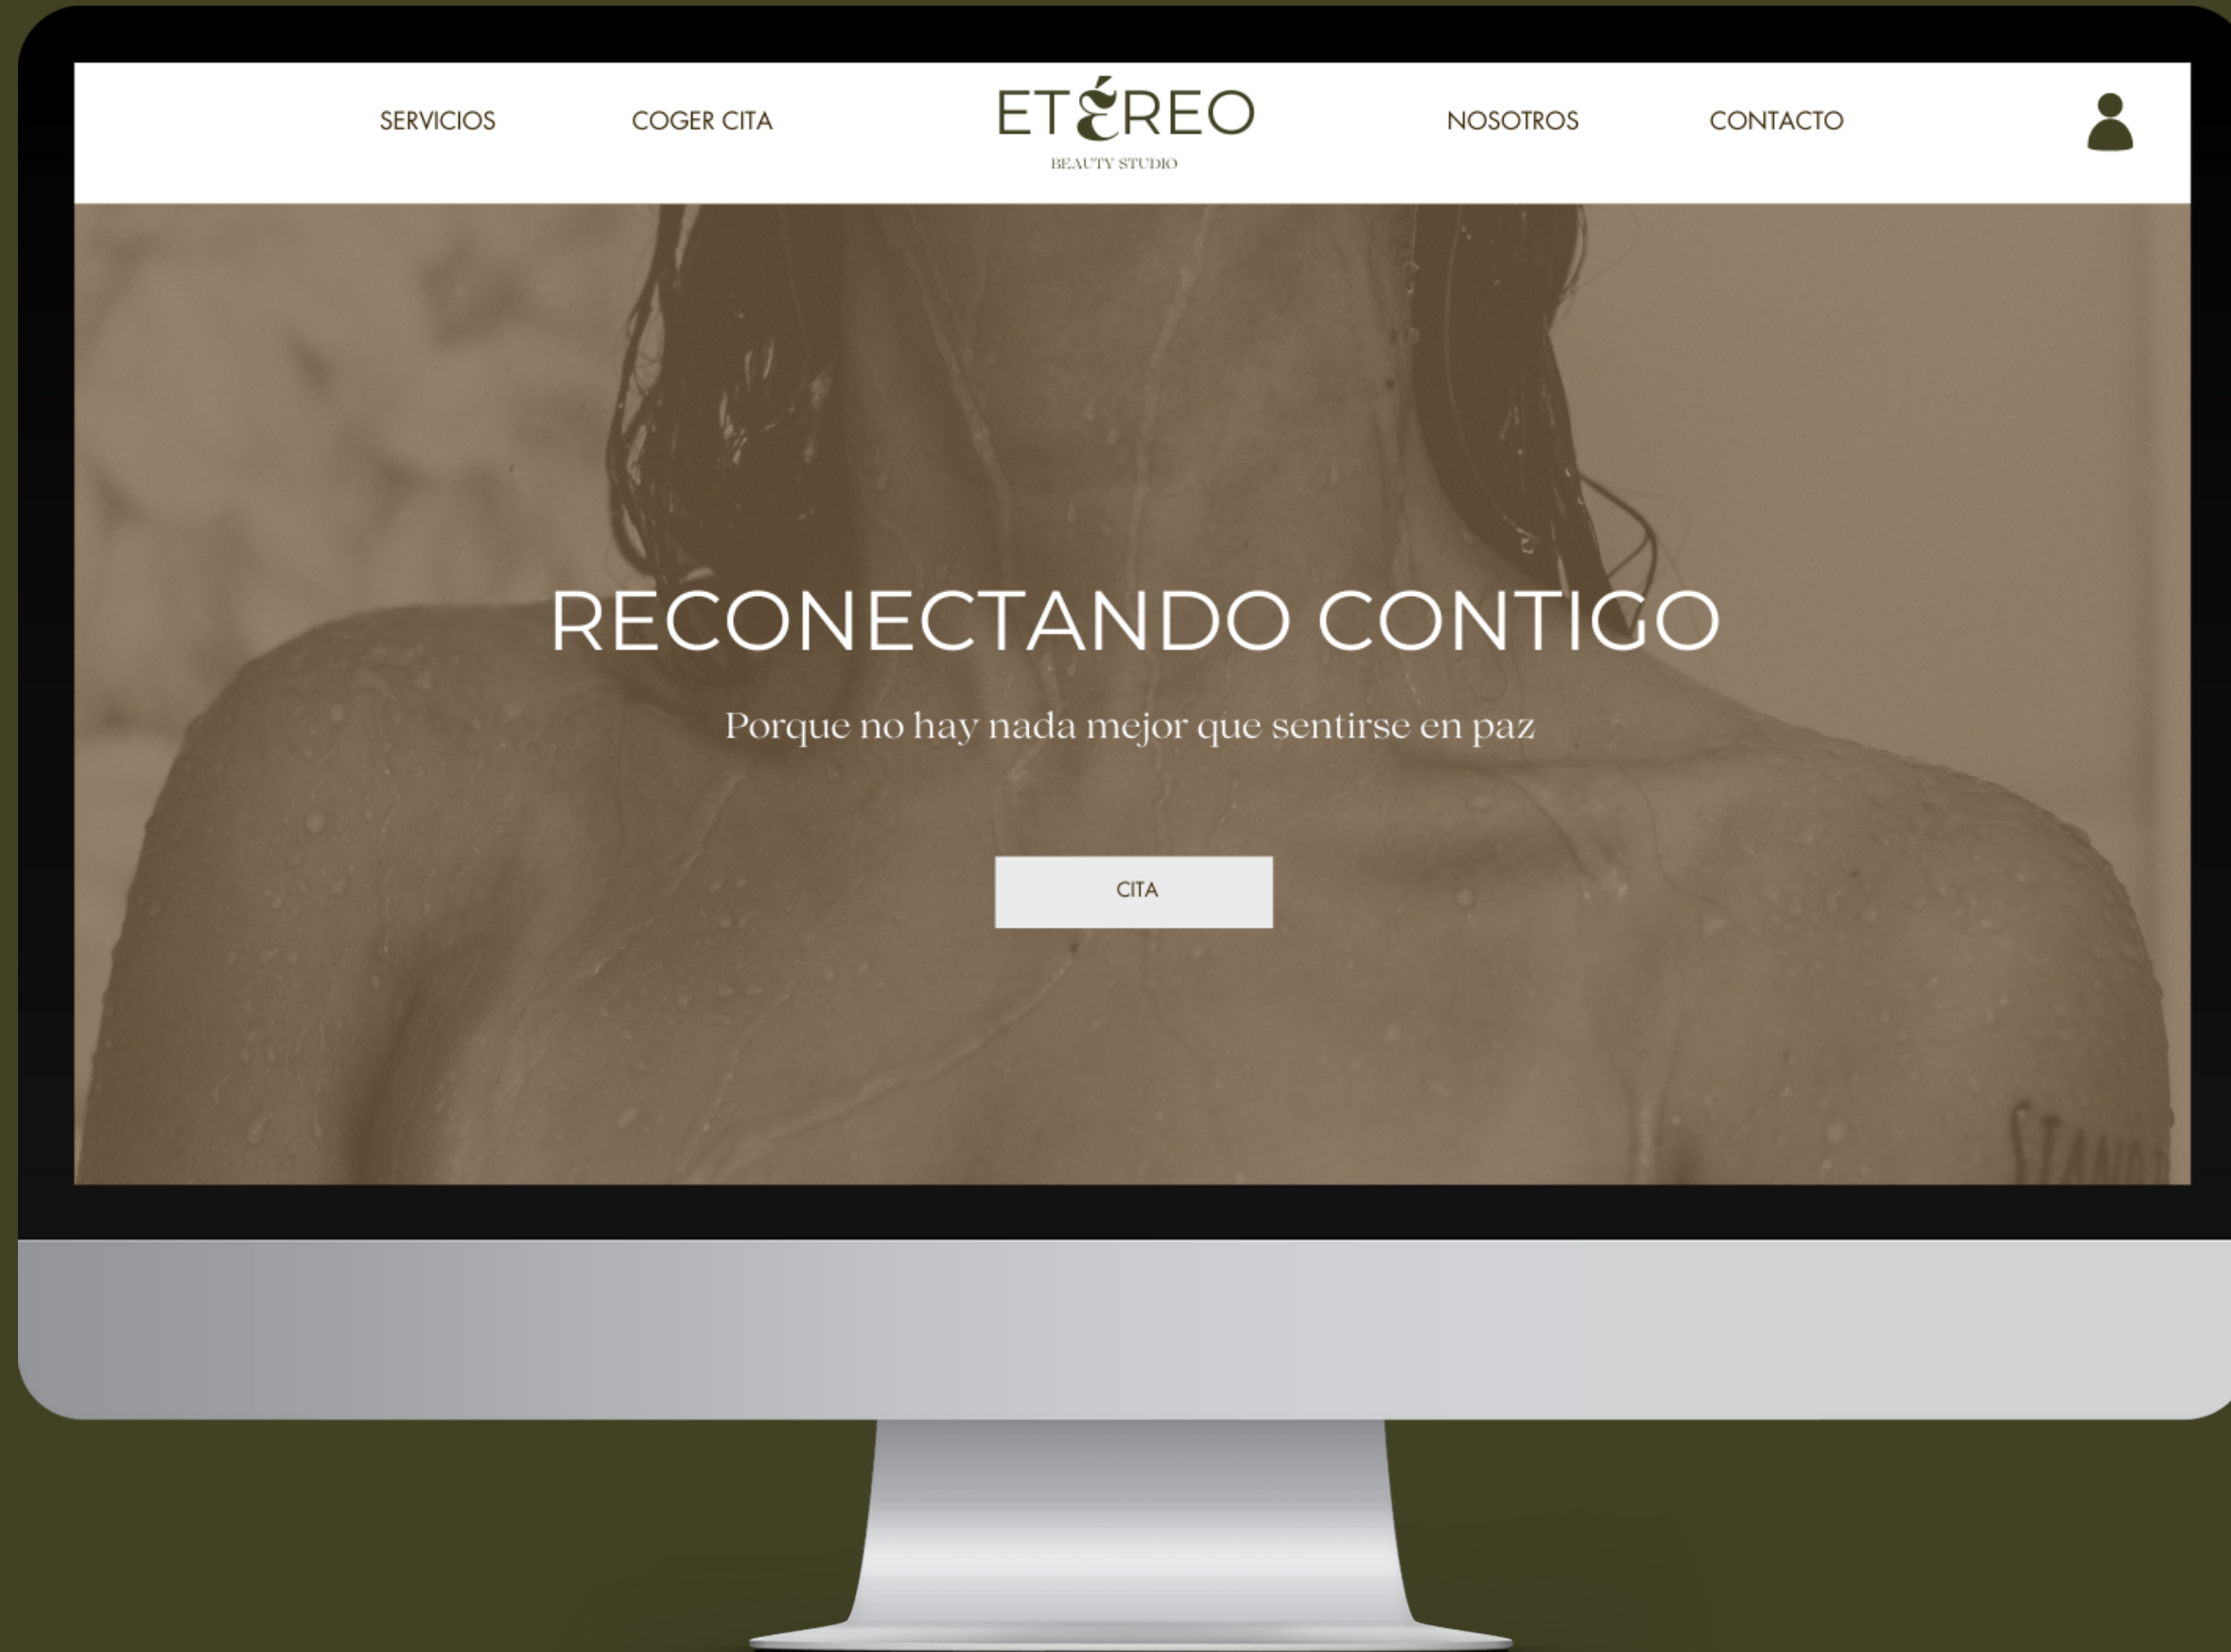 SERVICIOS
COGER CITA
ETÉREO
BEAUTY STUDIO
NOSOTROS
CONTACTO
RECONECTANDO CONTIGO
Porque no hay nada mejor que sentirse en paz
CITA